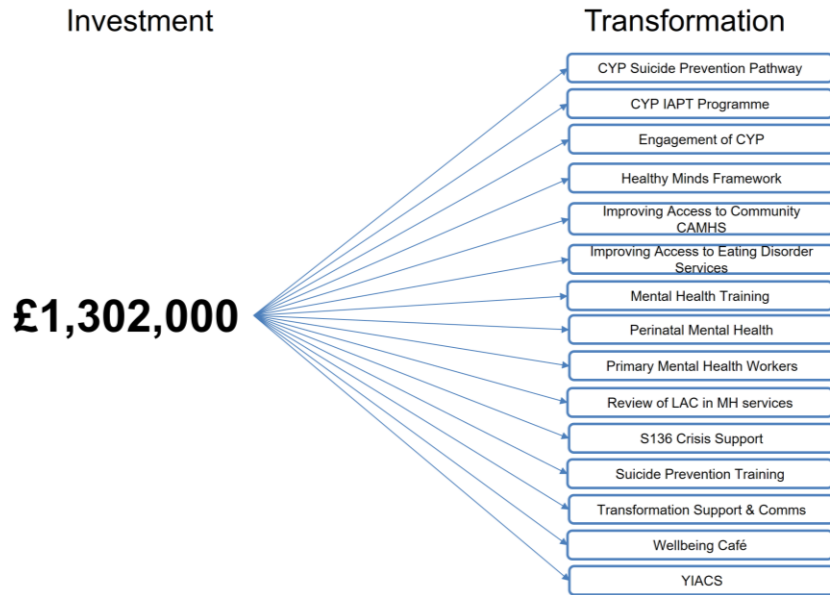 Investment
Transformation
CYP Suicide Prevention Pathway
CYP IAPT Programme
Engagement of CYP
Healthy Minds Framework
Improving Access to Community
CAMHS
Improving Access to Eating Disorder
Services
Mental Health Training
£1,302,000
Perinatal Mental Health
Primary Mental Health Workers
Review of LAC in MH services
S136 Crisis Support
Suicide Prevention Training
Transformation Support & Comms
Wellbeing Café
YIACS